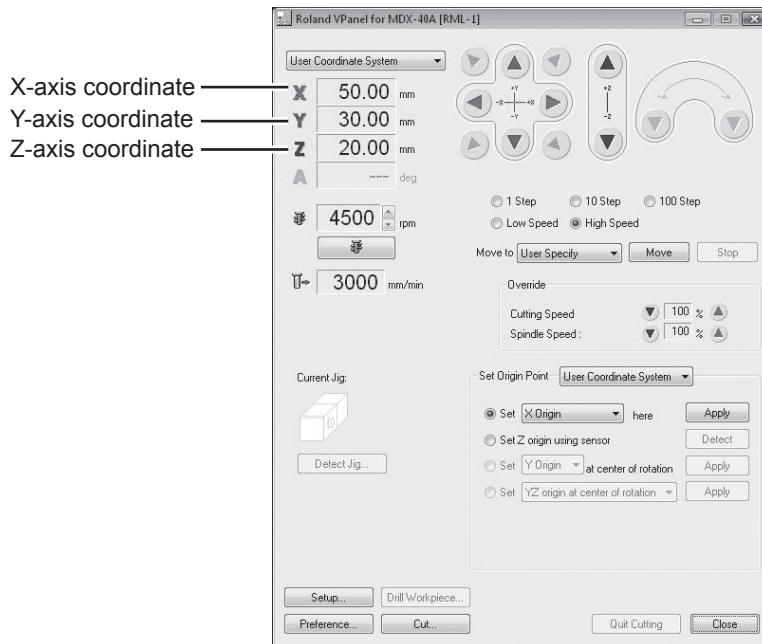 Roland VPanel for MDX-40A [RML-1]
User Coordinate System
X-axis coordinate
X 50.00 mm
Y-axis coordinate
Y 30.00 mm
Z-axis coordinate
Z 20.00 mm
A --- deg
+Y
-X +X
-Y
+Z
-Z
+A -A
4500 rpm
3000 mm/min
1 Step 10 Step 100 Step
Low Speed High Speed
Move to User Specify Move Stop
Override
Cutting Speed 100 %
Spindle Speed : 100 %
Current Jig:
Detect Jig...
Set Origin Point User Coordinate System
Set X Origin here Apply
Set Z origin using sensor Detect
Set Y Origin at center of rotation Apply
Set YZ origin at center of rotation Apply
Setup... Drill Workpiece...
Preference... Cut... Quit Cutting Close